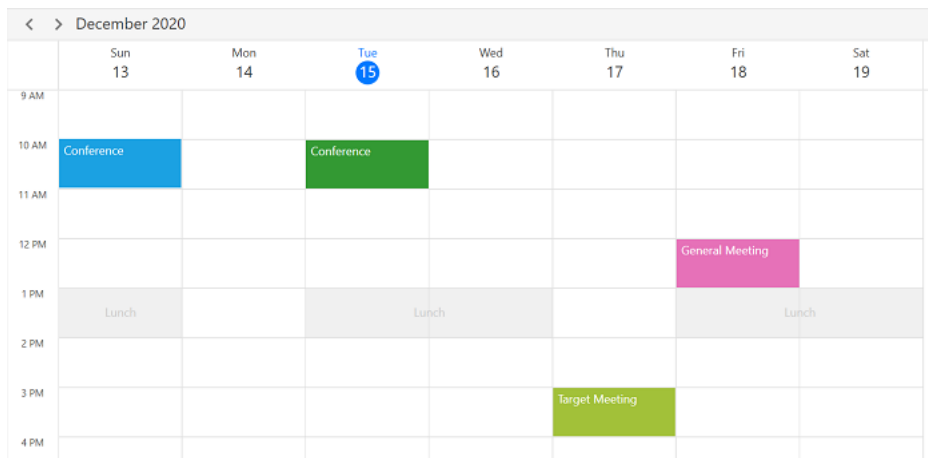 December 2020
Sun Mon Tue Wed Thu Fri Sat
13 14 15 16 17 18 19
9 AM
10 AM
Conference Conference
11 AM
12 PM
General Meeting
1 PM
Lunch Lunch Lunch
2 PM
3 PM
Target Meeting
4 PM